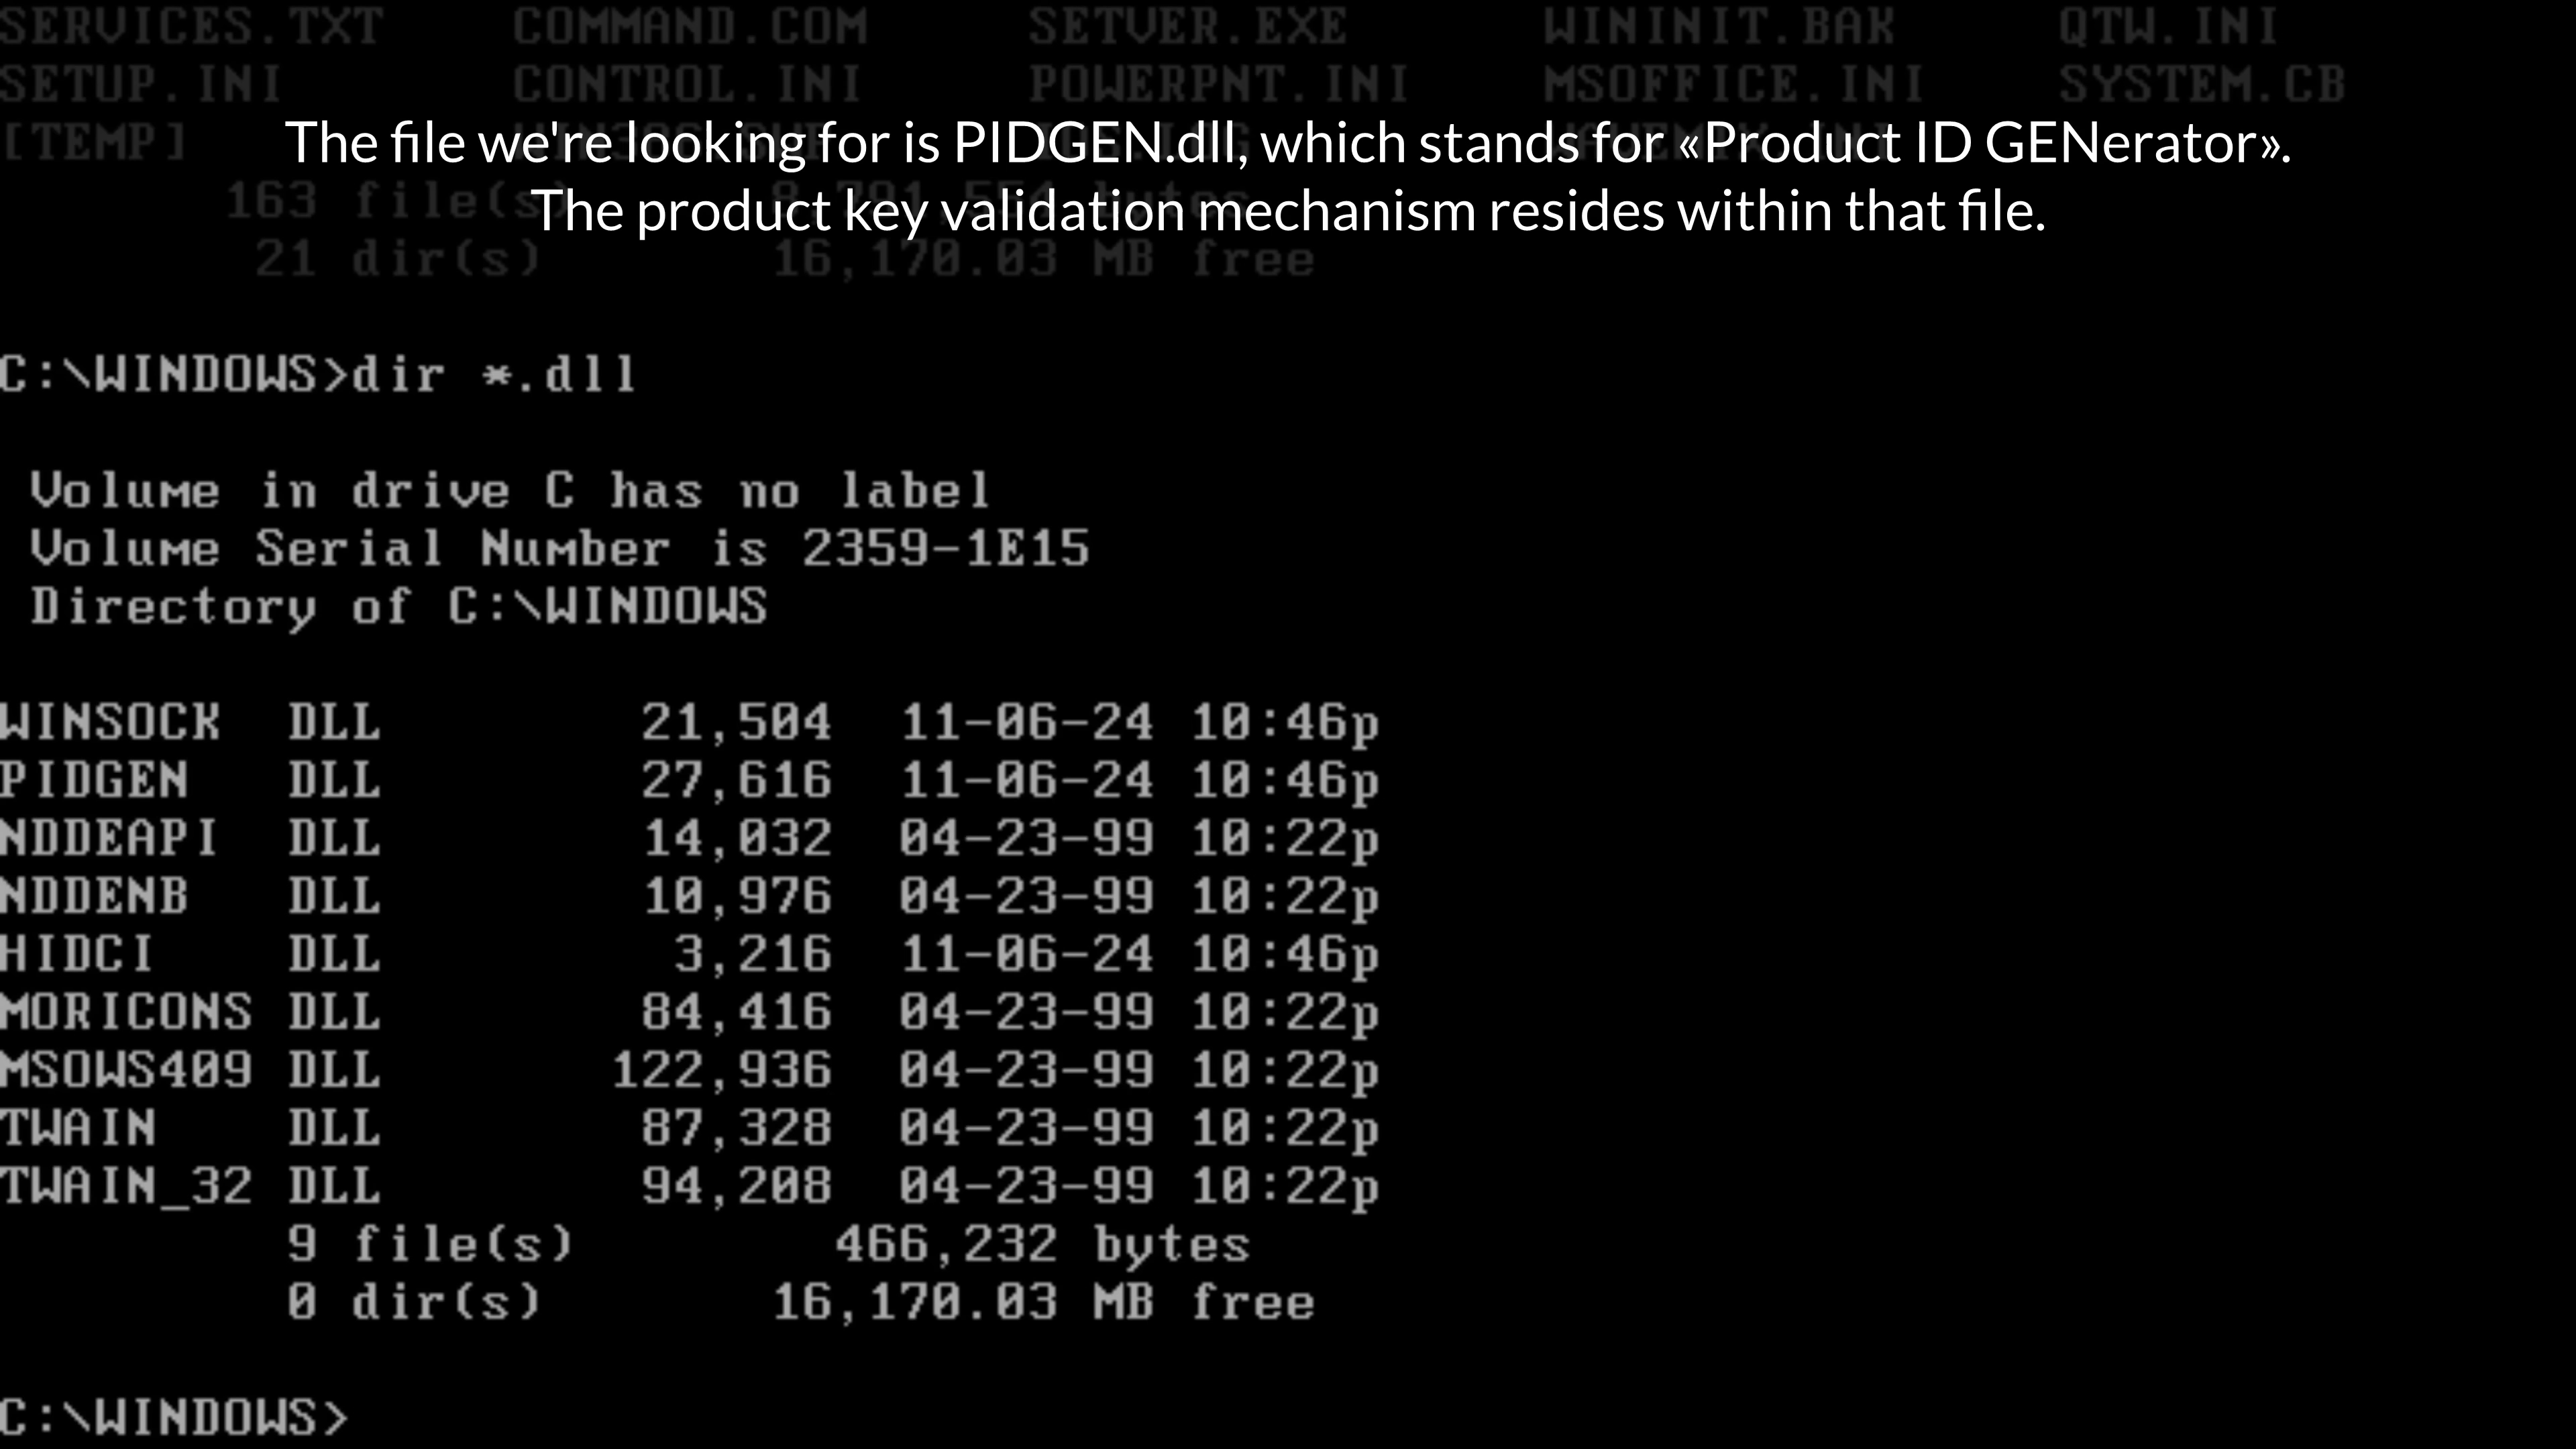 SERVICES.TXT COMMAND.COM SETVER.EXE WININIT.BAK QTW.INI
SETUP.INI CONTROL.INI POWERPNT.INI MSOFFICE.INI SYSTEM.CB
[TEMP]
The file we're looking for is PIDGEN.dll, which stands for «Product ID GENerator».
163 file(s) bytes
The product key validation mechanism resides within that file.
21 dir(s) 16,170.03 MB free
C:\WINDOWS>dir *.dll
Volume in drive C has no label
Volume Serial Number is 2359-1E15
Directory of C:\WINDOWS
WINSOCK DLL 21,504 11-06-24 10:46p
PIDGEN DLL 27,616 11-06-24 10:46p
NDDEAPI DLL 14,032 04-23-99 10:22p
NDDENB DLL 10,976 04-23-99 10:22p
HIDCI DLL 3,216 11-06-24 10:46p
MORICONS DLL 84,416 04-23-99 10:22p
MSOWS409 DLL 122,936 04-23-99 10:22p
TWAIN DLL 87,328 04-23-99 10:22p
TWAIN_32 DLL 94,208 04-23-99 10:22p
9 file(s) 466,232 bytes
0 dir(s) 16,170.03 MB free
C:\WINDOWS>